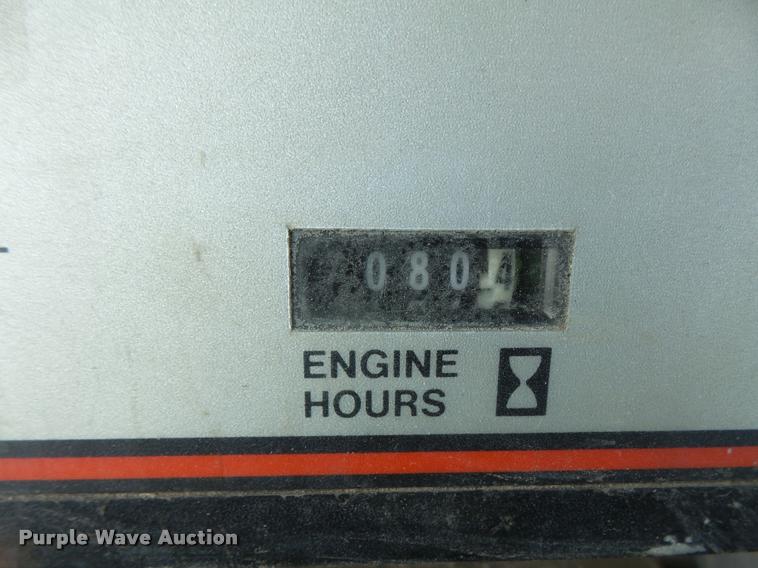 080
ENGINE
HOURS
Purple Wave Auction